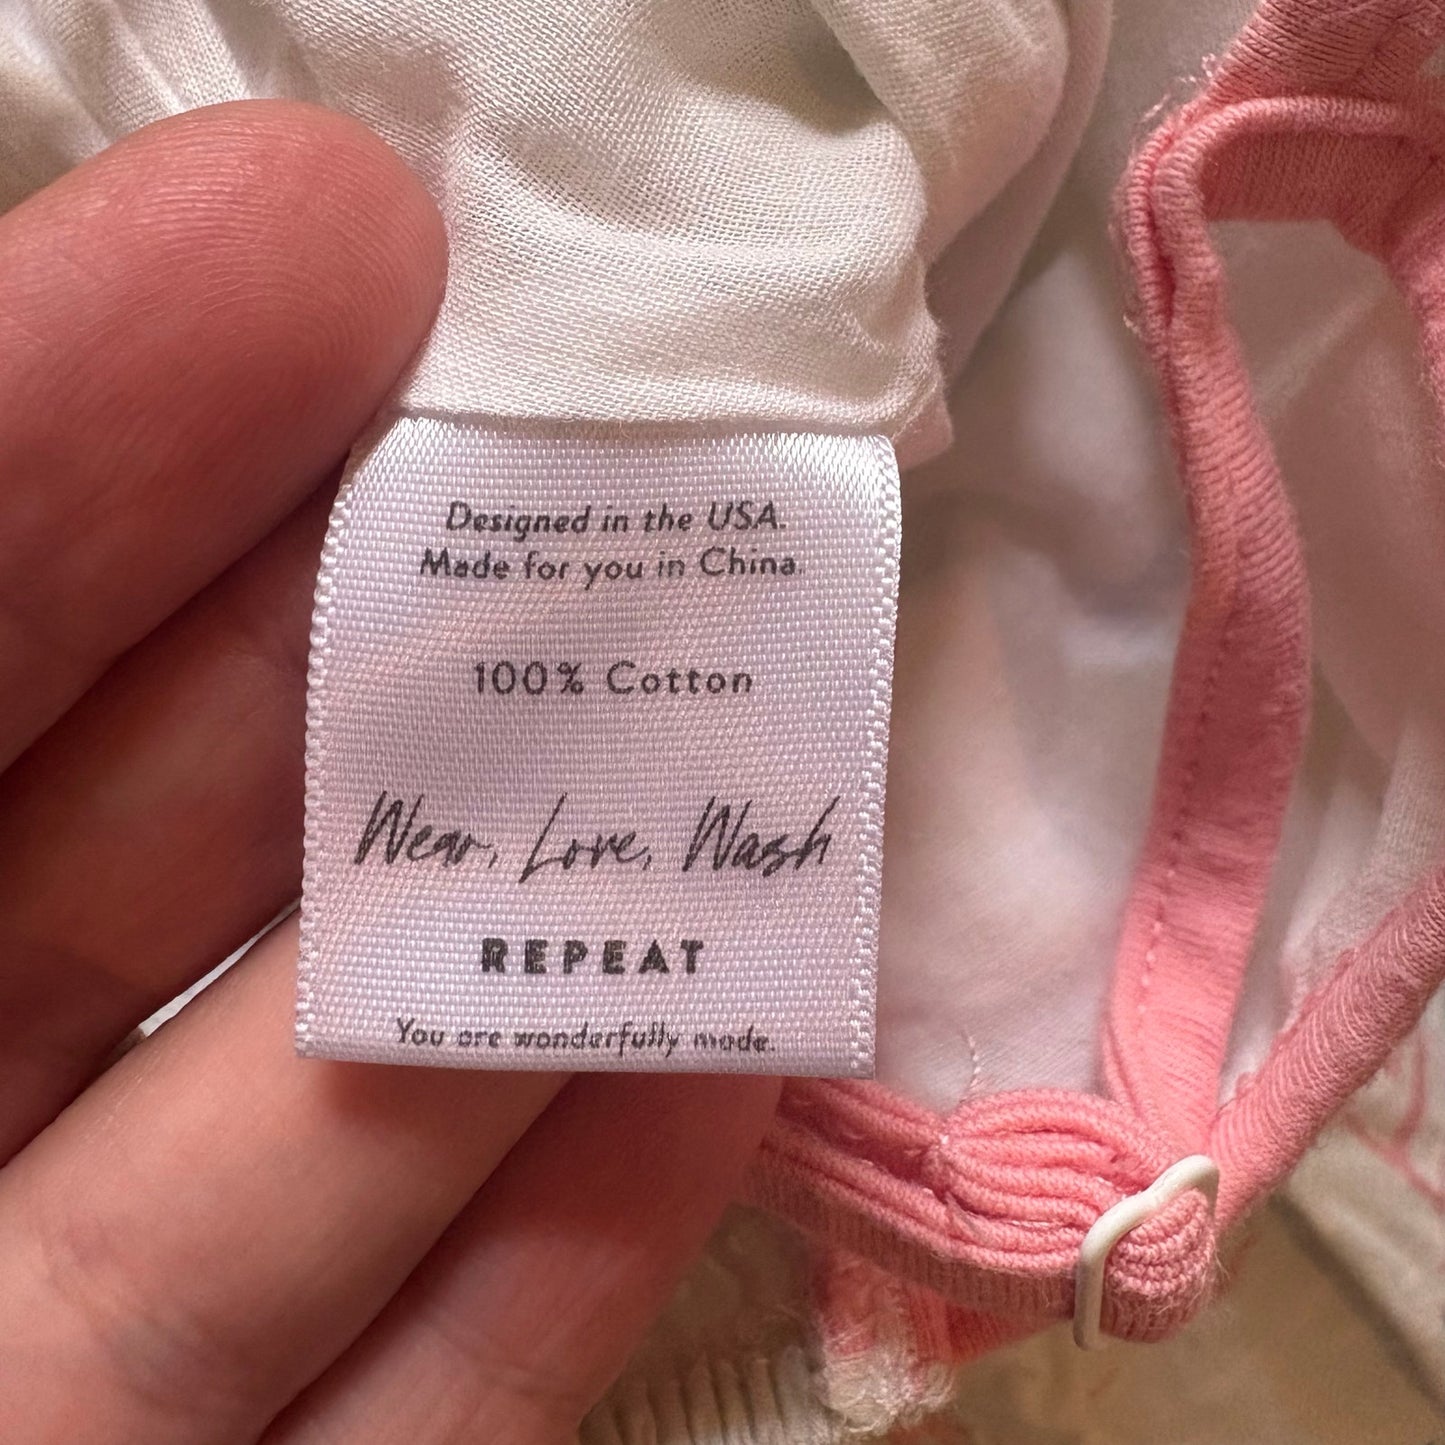 Designed in the USA.
Made for you in China.
100% Cotton
Wear, Love, Wash
REPEAT
You are wonderfully made.